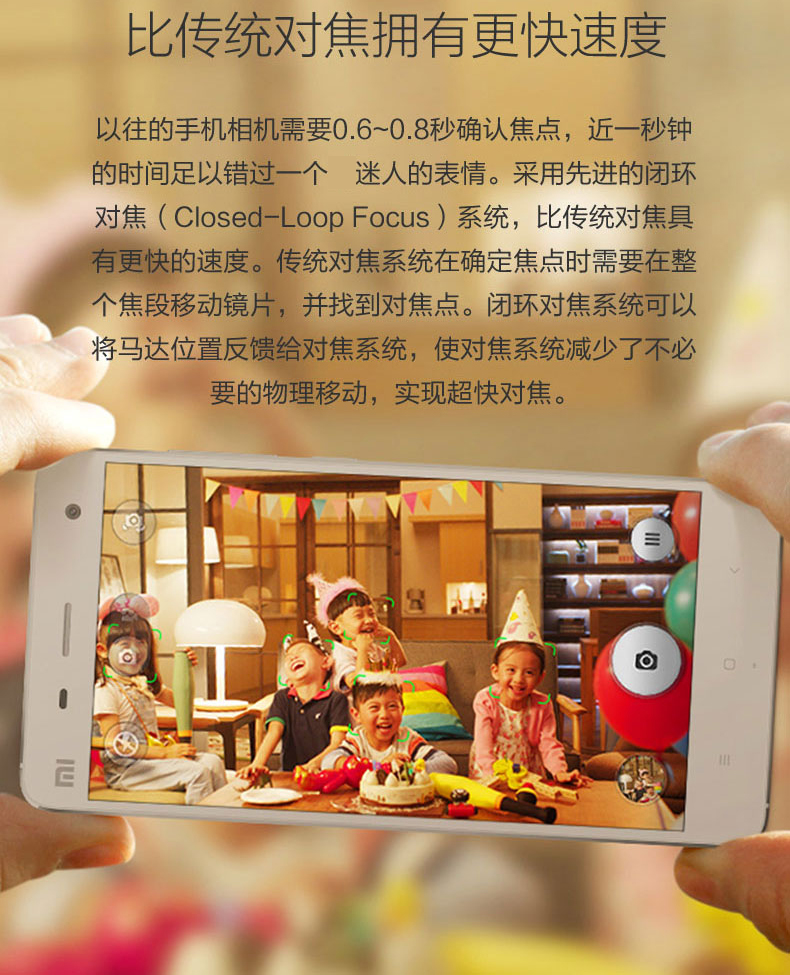 比传统对焦拥有更快速度
以往的手机相机需要0.6~0.8秒确认焦点，近一秒钟
的时间足以错过一个　迷人的表情。采用先进的闭环
对焦（Closed-Loop Focus）系统，比传统对焦具
有更快的速度。传统对焦系统在确定焦点时需要在整
个焦段移动镜片，并找到对焦点。闭环对焦系统可以
将马达位置反馈给对焦系统，使对焦系统减少了不必
要的物理移动，实现超快对焦。
MI